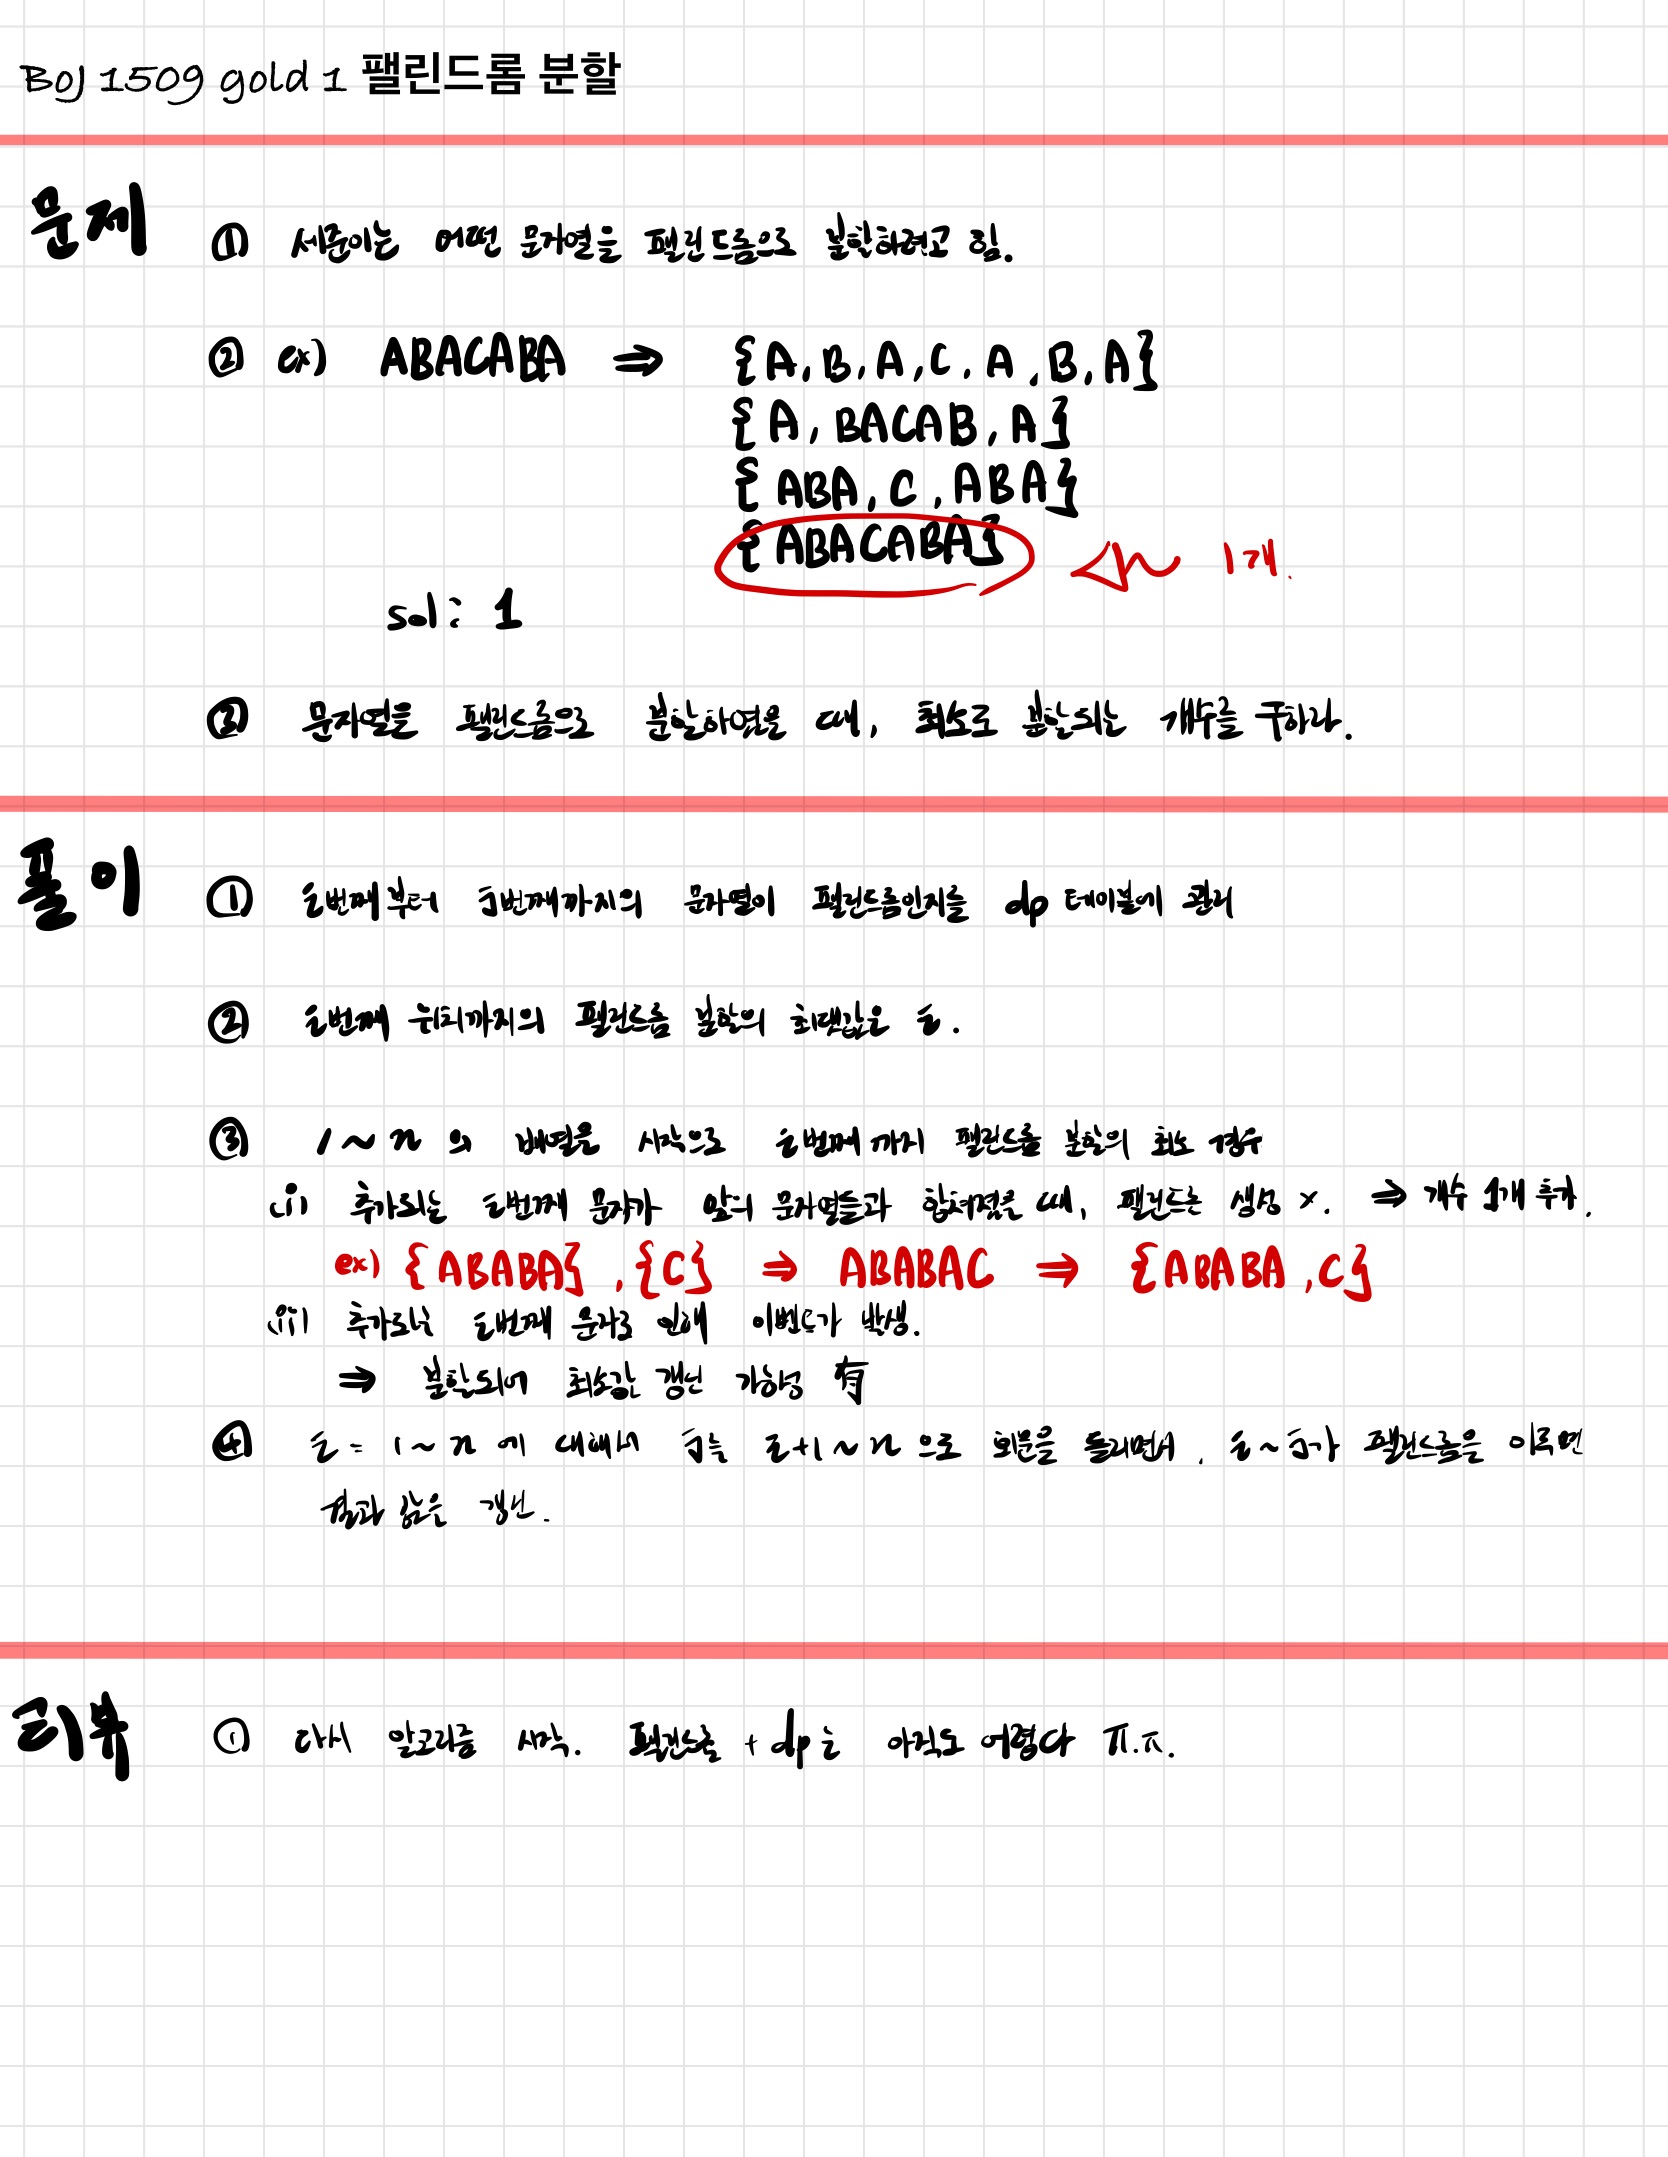 BOJ 1509 gold 1 팰린드롬 분할
문제
① 세준이는 어떤 문자열을 팰린드롬으로 분할하려고 함.
② ex) ABACABA ⇒ {A, B, A, C, A, B, A}
{A, BACAB, A}
{ABA, C, ABA}
{ABACABA} 1개.
sol: 1
③ 문자열을 팰린드롬으로 분할하였을 때, 최소로 분할되는 개수를 구하라.
풀이
① i번째부터 j번째까지의 문자열이 팰린드롬인지를 dp 테이블에 관리
② i번째 위치까지의 팰린드롬 분할의 최댓값은 i.
③ 1~n 의 배열을 시작으로 i번째 까지 팰린드롬 분할의 최소 경우
(i) 추가되는 i번째 문자가 앞의 문자열들과 합쳐졌을 때, 팰린드론 생성 x. ⇒ 개수 1개 추가.
ex) {ABABA}, {C} ⇒ ABABAC ⇒ {ABABA, C}
(ii) 추가되는 i번째 문자로 인해 이벤트가 발생.
⇒ 분할되어 최소값 갱신 가능성 有
④ i = 1~n 에 대해서 j는 i+1~n 으로 회문을 돌리면서, i~j가 팰린드롬을 이루면
결과 값을 갱신.
리뷰
① 다시 알고리즘 시작. 팰린드롬 + dp는 아직도 어렵다 ㅠ.ㅠ.